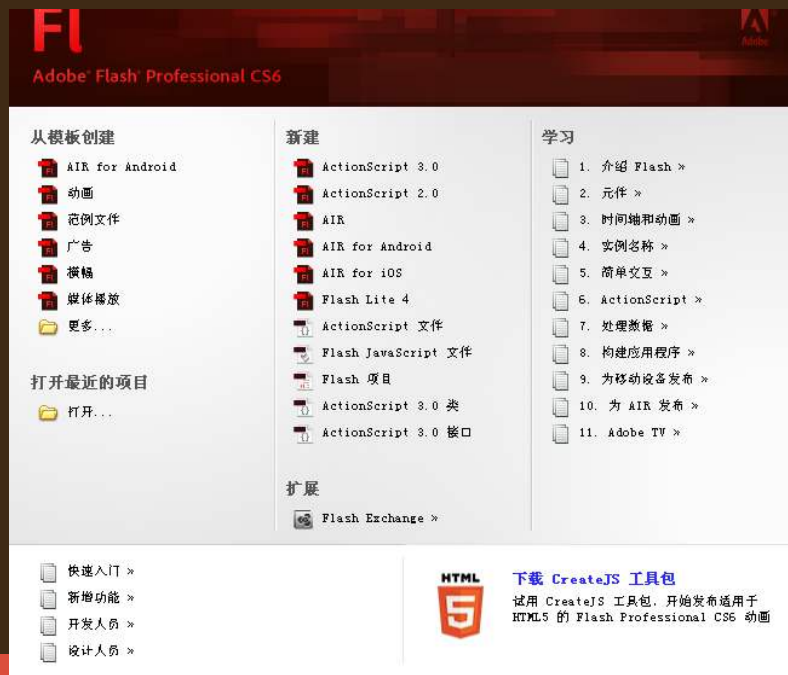 Fl
Adobe
Adobe® Flash® Professional CS6
从模板创建
AIR for Android
动画
范例文件
广告
横幅
媒体播放
更多...
打开最近的项目
打开...
新建
ActionScript 3.0
ActionScript 2.0
AIR
AIR for Android
AIR for iOS
Flash Lite 4
ActionScript 文件
Flash JavaScript 文件
Flash 项目
ActionScript 3.0 类
ActionScript 3.0 接口
扩展
Flash Exchange »
学习
1. 介绍 Flash »
2. 元件 »
3. 时间轴和动画 »
4. 实例名称 »
5. 简单交互 »
6. ActionScript »
7. 处理数据 »
8. 构建应用程序 »
9. 为移动设备发布 »
10. 为 AIR 发布 »
11. Adobe TV »
快速入门 »
新增功能 »
开发人员 »
设计人员 »
HTML
5
下载 CreateJS 工具包
试用 CreateJS 工具包. 开始发布适用于
HTML5 的 Flash Professional CS6 动画